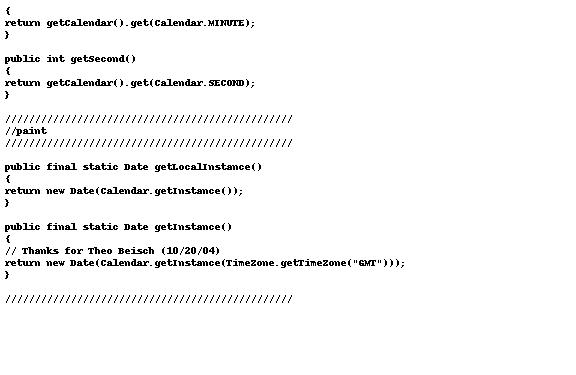 {
return getCalendar().get(Calendar.MINUTE);
}
public int getSecond()
{
return getCalendar().get(Calendar.SECOND);
}
////////////////////////////////////////////////
//paint
////////////////////////////////////////////////
public final static Date getLocalInstance()
{
return new Date(Calendar.getInstance());
}
public final static Date getInstance()
{
// Thanks for Theo Beisch (10/20/04)
return new Date(Calendar.getInstance(TimeZone.getTimeZone("GMT")));
}
////////////////////////////////////////////////